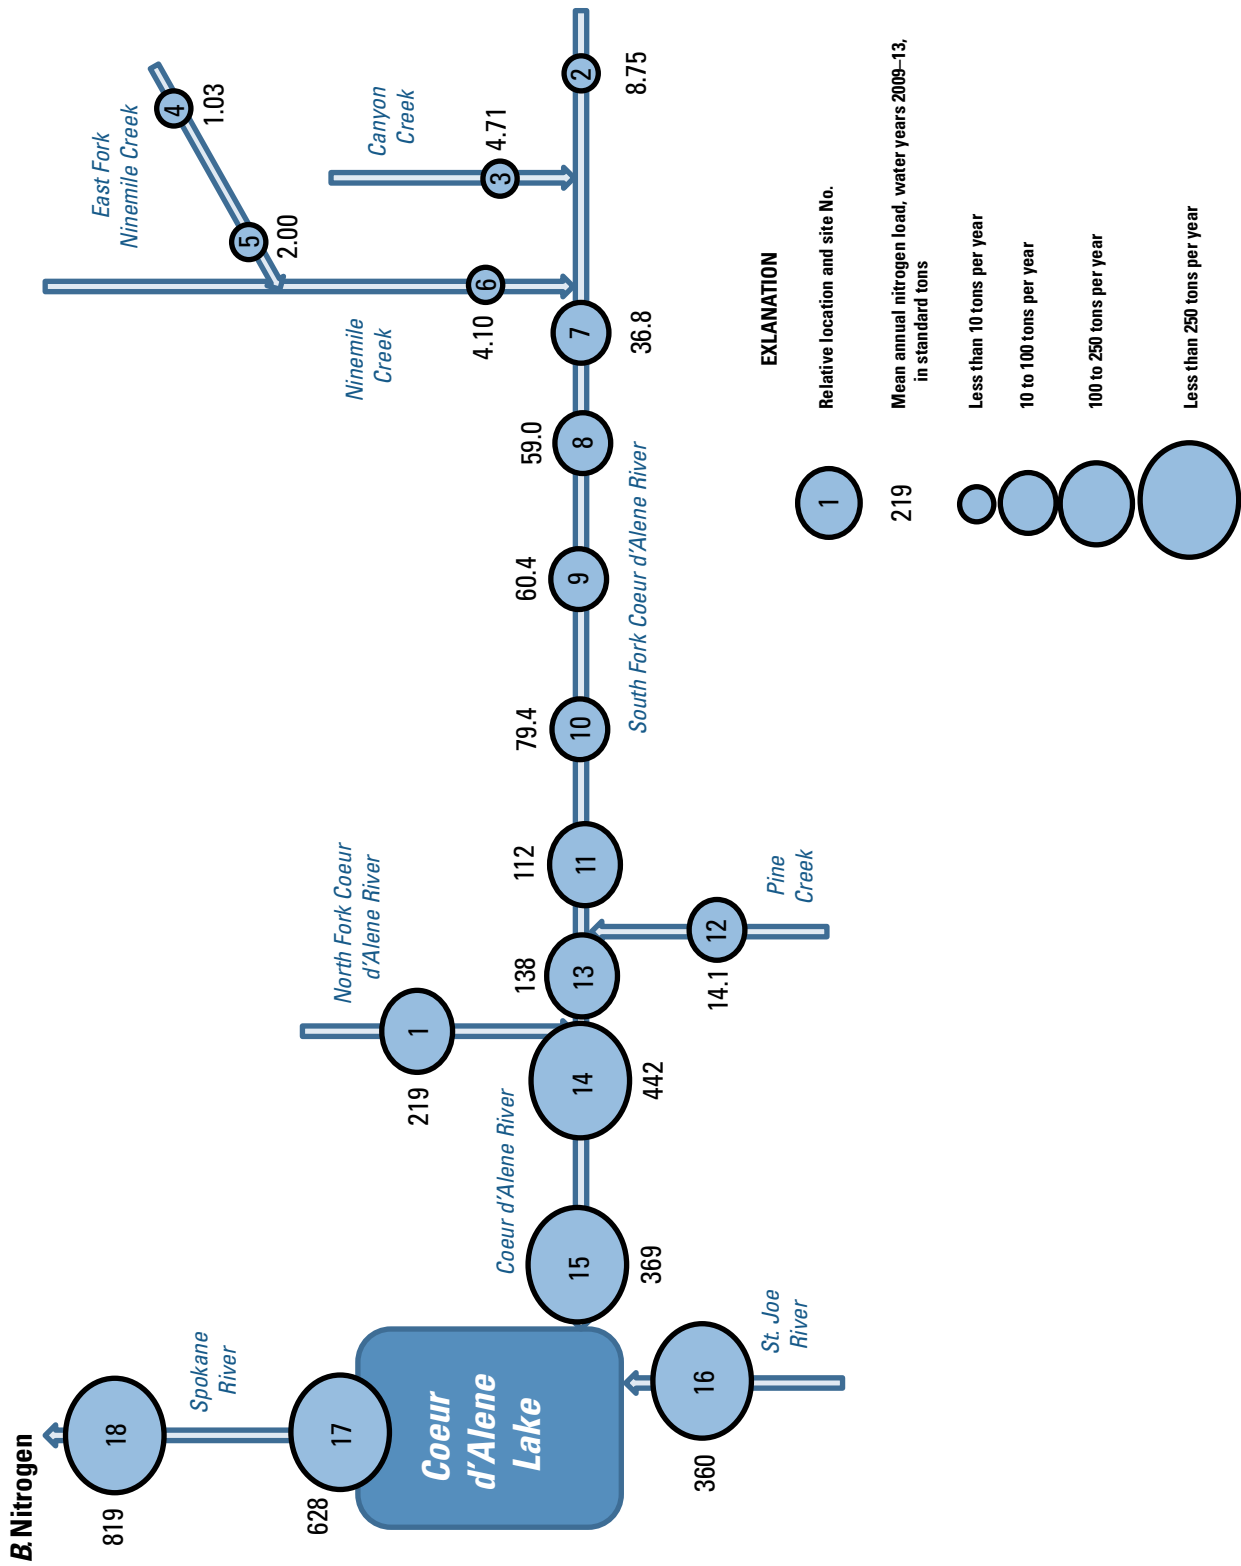 B. Nitrogen
819
18
Spokane
River
628
17
Coeur
d'Alene
Lake
360
16
St. Joe
River
Coeur d'Alene River
15
369
14
442
North Fork Coeur
d'Alene River
219
1
138
13
14.1
12
Pine
Creek
112
11
79.4
10
South Fork Coeur d'Alene River
60.4
9
59.0
8
7
36.8
Ninemile
Creek
4.10
6
East Fork
Ninemile Creek
5
2.00
4
1.03
Canyon
Creek
3
4.71
2
8.75
EXLANATION
1
Relative location and site No.
219
Mean annual nitrogen load, water years 2009–13,
in standard tons
Less than 10 tons per year
10 to 100 tons per year
100 to 250 tons per year
Less than 250 tons per year